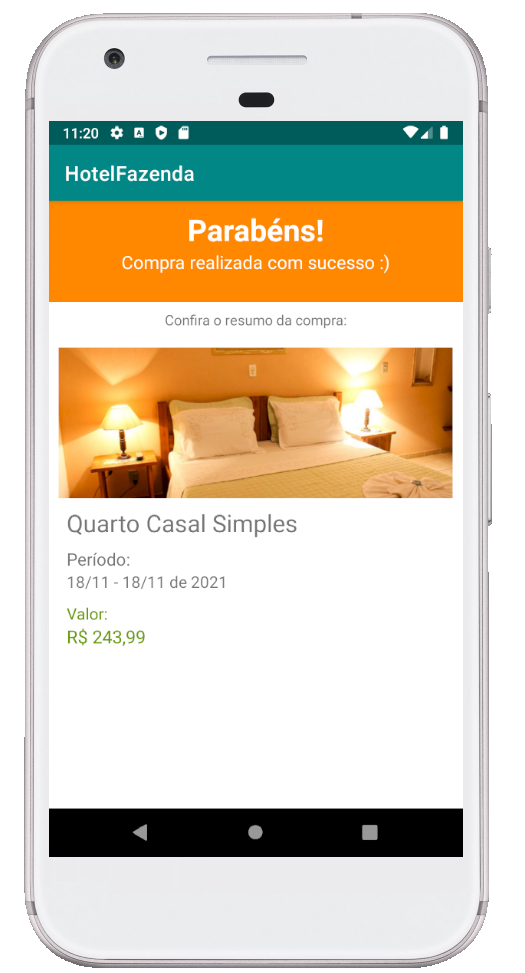 11:20
HotelFazenda
Parabéns!
Compra realizada com sucesso :)
Confira o resumo da compra:
Quarto Casal Simples
Período:
18/11 - 18/11 de 2021
Valor:
R$ 243,99